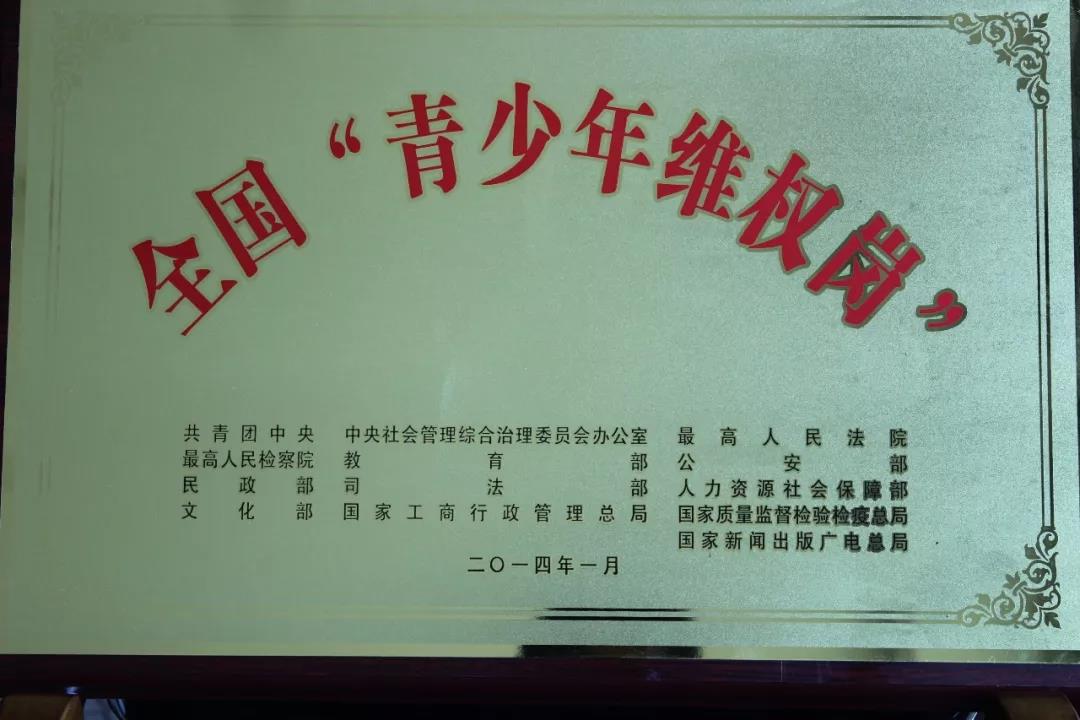 全国“青少年维权岗”
共青团中央 中央社会管理综合治理委员会办公室 最高人民法院
最高人民检察院 教育部 公安部
民政部 司法部 人力资源社会保障部
文化部 国家工商行政管理总局 国家质量监督检验检疫总局
国家新闻出版广电总局
二〇一四年一月